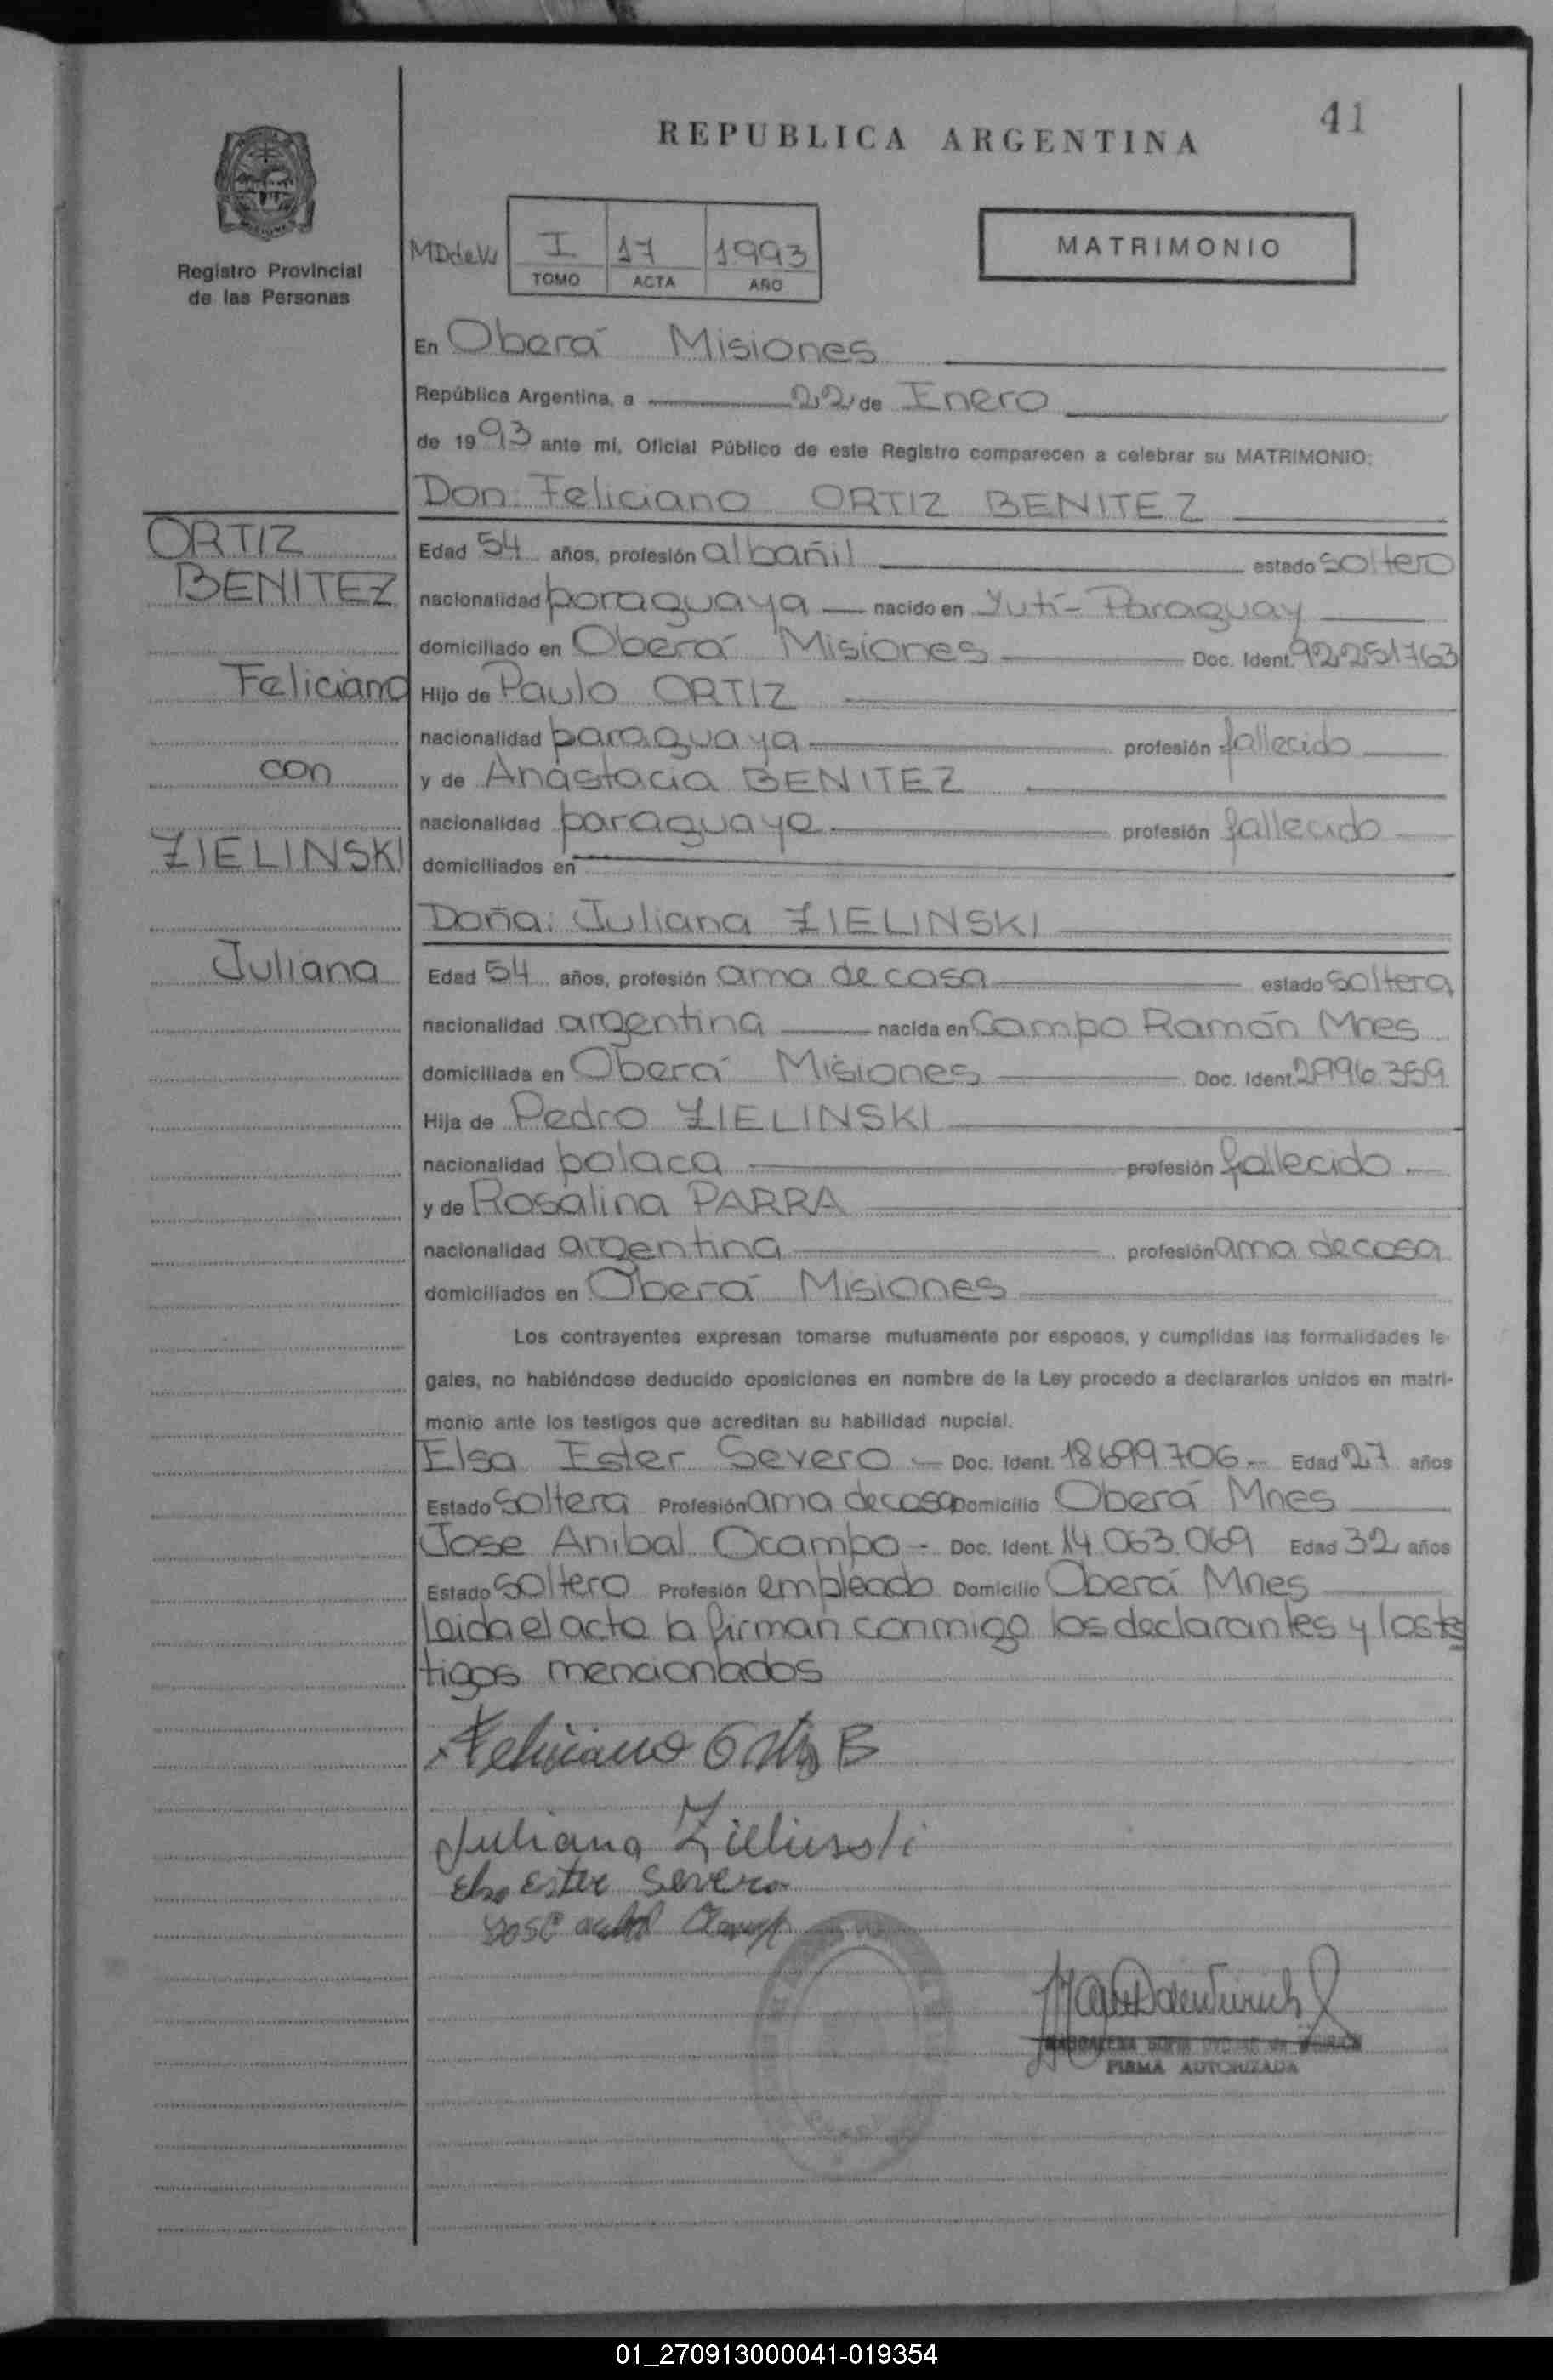 41
REPUBLICA ARGENTINA
Registro Provincial
de las Personas
MDdeW
I 17 1993
TOMO ACTA AÑO
MATRIMONIO
En Oberá Misiones
República Argentina, a 22 de Enero
de 1993 ante mí, Oficial Público de este Registro comparecen a celebrar su MATRIMONIO:
Don: Feliciano ORTIZ BENITEZ
ORTIZ
BENITEZ
Feliciano
con
ZIELINSKI
Juliana
Edad 54 años, profesión albañil estado soltero
nacionalidad paraguaya nacido en Yutí - Paraguay
domiciliado en Oberá Misiones Doc. Ident. 92251763
Hijo de Paulo ORTIZ
nacionalidad paraguaya profesión fallecido
y de Anastacia BENITEZ
nacionalidad paraguaya profesión fallecido
domiciliados en
Doña: Juliana ZIELINSKI
Edad 54 años, profesión ama de casa estado soltera
nacionalidad argentina nacida en Campo Ramón Mnes
domiciliada en Oberá Misiones Doc. Ident.
Hija de Pedro ZIELINSKI
nacionalidad polaca profesión fallecido
y de Rosalina PARRA
nacionalidad argentina profesión ama de casa
domiciliados en Oberá Misiones
Los contrayentes expresan tomarse mutuamente por esposos, y cumplidas las formalidades le-
gales, no habiéndose deducido oposiciones en nombre de la Ley procedo a declararlos unidos en matri-
monio ante los testigos que acreditan su habilidad nupcial.
Elsa Ester Severo - Doc. Ident. 18699706 - Edad 27 años
Estado Soltera Profesión ama de casa Domicilio Oberá Mnes
Jose Anibal Ocampo - Doc. Ident. 14.063.069 Edad 32 años
Estado Soltero Profesión empleado Domicilio Oberá Mnes
Leida el acta la firman conmigo los declarantes y los tes
tigos mencionados
Feliciano Ortiz B
Juliana Zielinski
Elsa Ester Severo
FIRMA AUTORIZADA
01_270913000041-019354